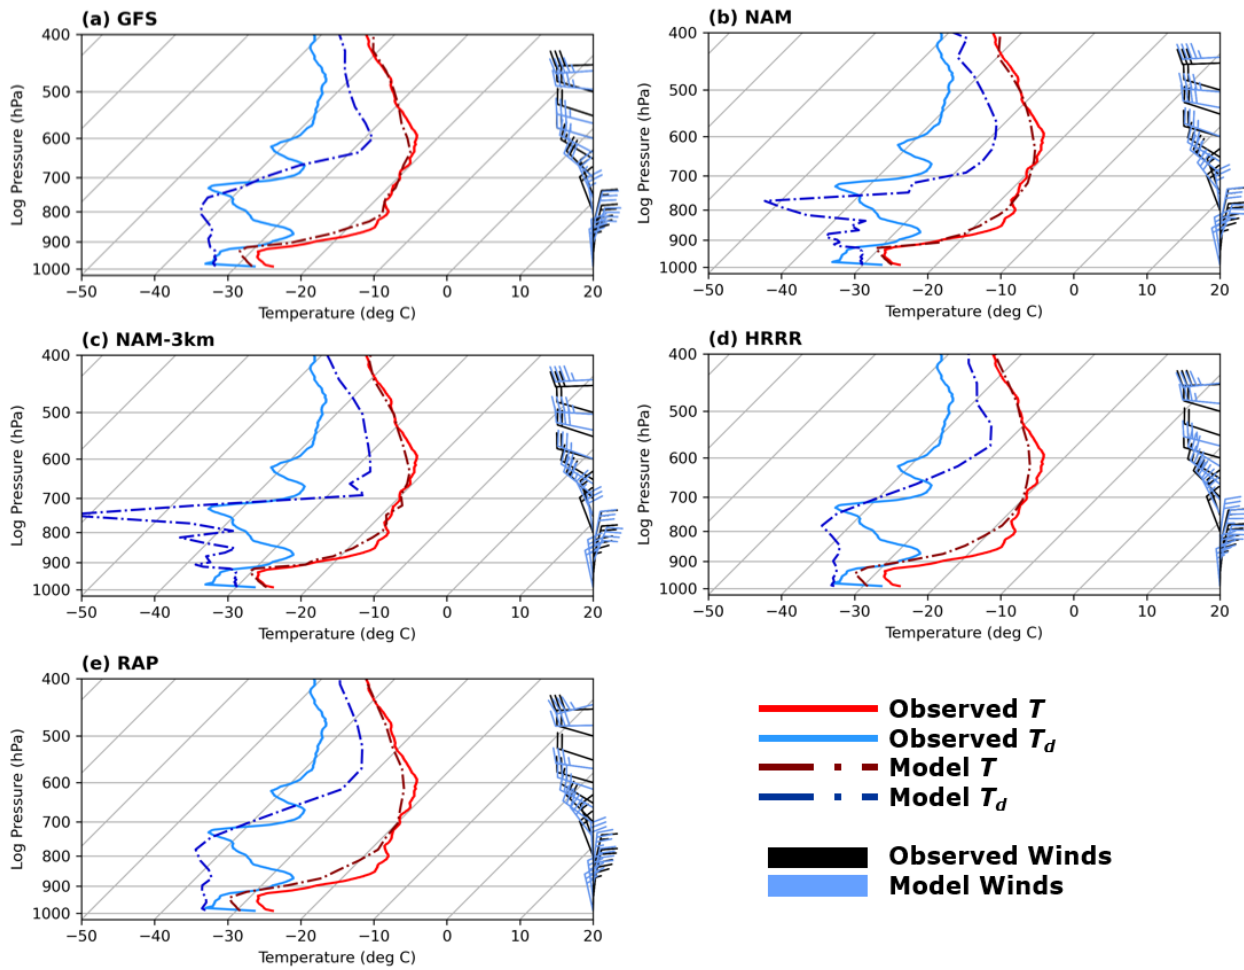 (a) GFS
400
500
600
700
800
900
1000
Log Pressure (hPa)
−50 −40 −30 −20 −10 0 10 20
Temperature (deg C)
(b) NAM
400
500
600
700
800
900
1000
Log Pressure (hPa)
−50 −40 −30 −20 −10 0 10 20
Temperature (deg C)
(c) NAM-3km
400
500
600
700
800
900
1000
Log Pressure (hPa)
−50 −40 −30 −20 −10 0 10 20
Temperature (deg C)
(d) HRRR
400
500
600
700
800
900
1000
Log Pressure (hPa)
−50 −40 −30 −20 −10 0 10 20
Temperature (deg C)
(e) RAP
400
500
600
700
800
900
1000
Log Pressure (hPa)
−50 −40 −30 −20 −10 0 10 20
Temperature (deg C)
Observed T
Observed Td
Model T
Model Td
Observed Winds
Model Winds